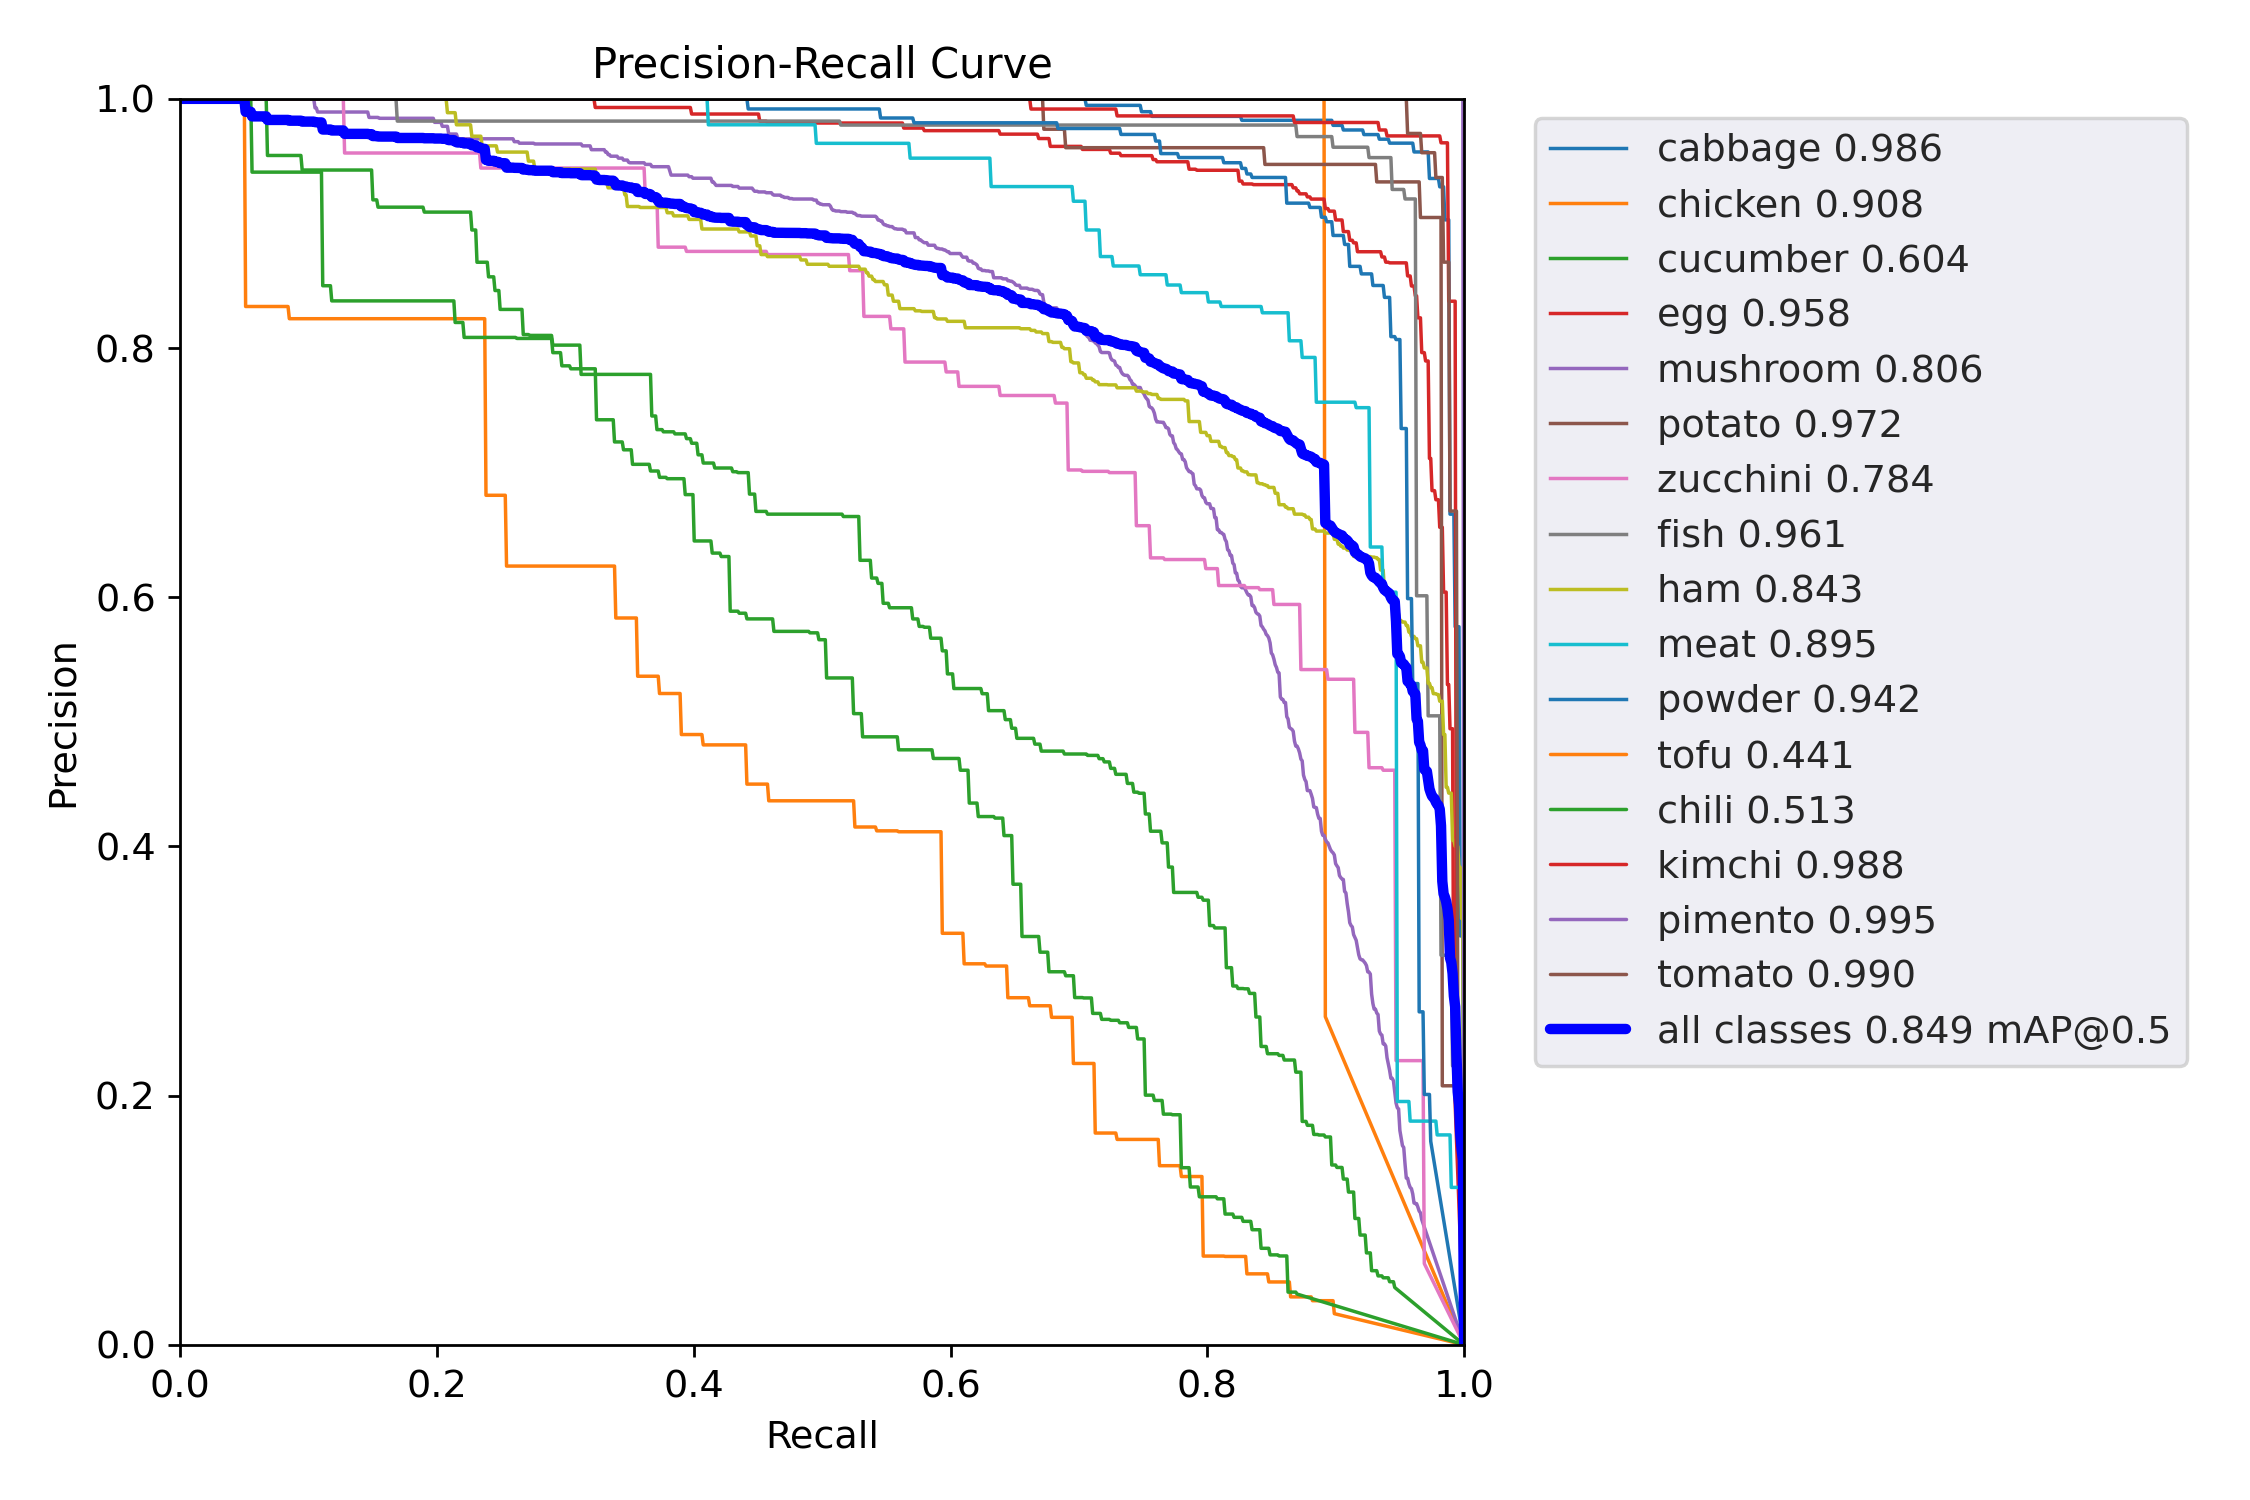 Precision-Recall Curve
1.0
0.8
0.6
0.4
0.2
0.0
Precision
0.0 0.2 0.4 0.6 0.8 1.0
Recall
cabbage 0.986
chicken 0.908
cucumber 0.604
egg 0.958
mushroom 0.806
potato 0.972
zucchini 0.784
fish 0.961
ham 0.843
meat 0.895
powder 0.942
tofu 0.441
chili 0.513
kimchi 0.988
pimento 0.995
tomato 0.990
all classes 0.849 mAP@0.5